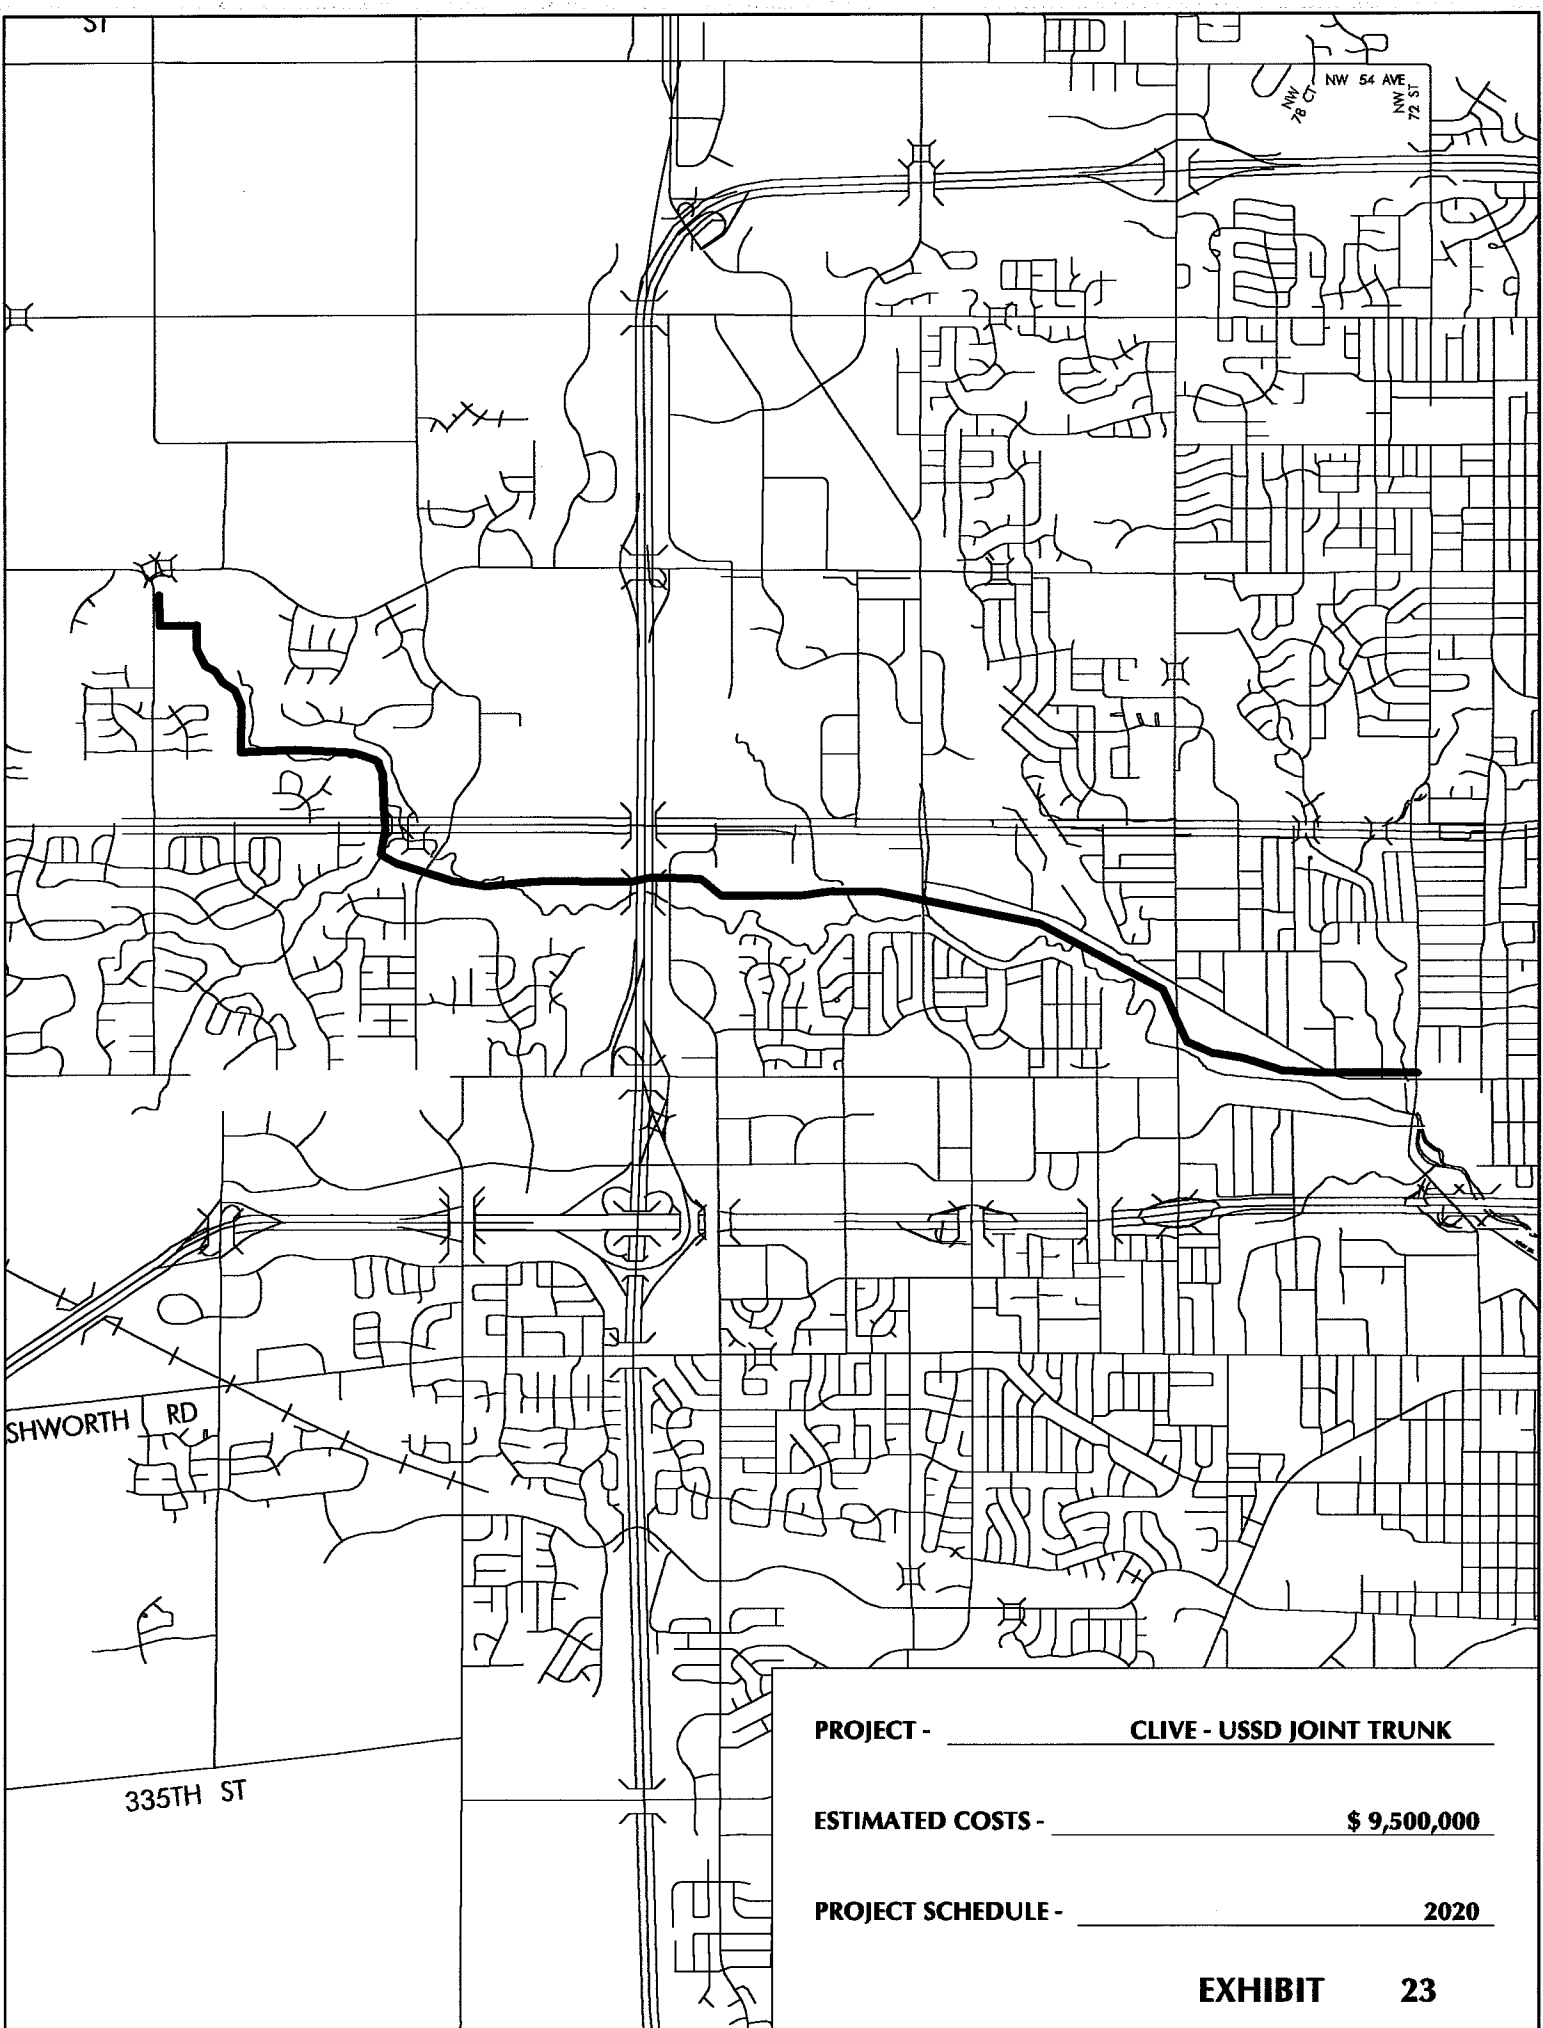 ST
NW 54 AVE
NW
78 CT
NW
72 ST
SHWORTH RD
335TH ST
PROJECT - CLIVE - USSD JOINT TRUNK
ESTIMATED COSTS - $ 9,500,000
PROJECT SCHEDULE - 2020
EXHIBIT 23